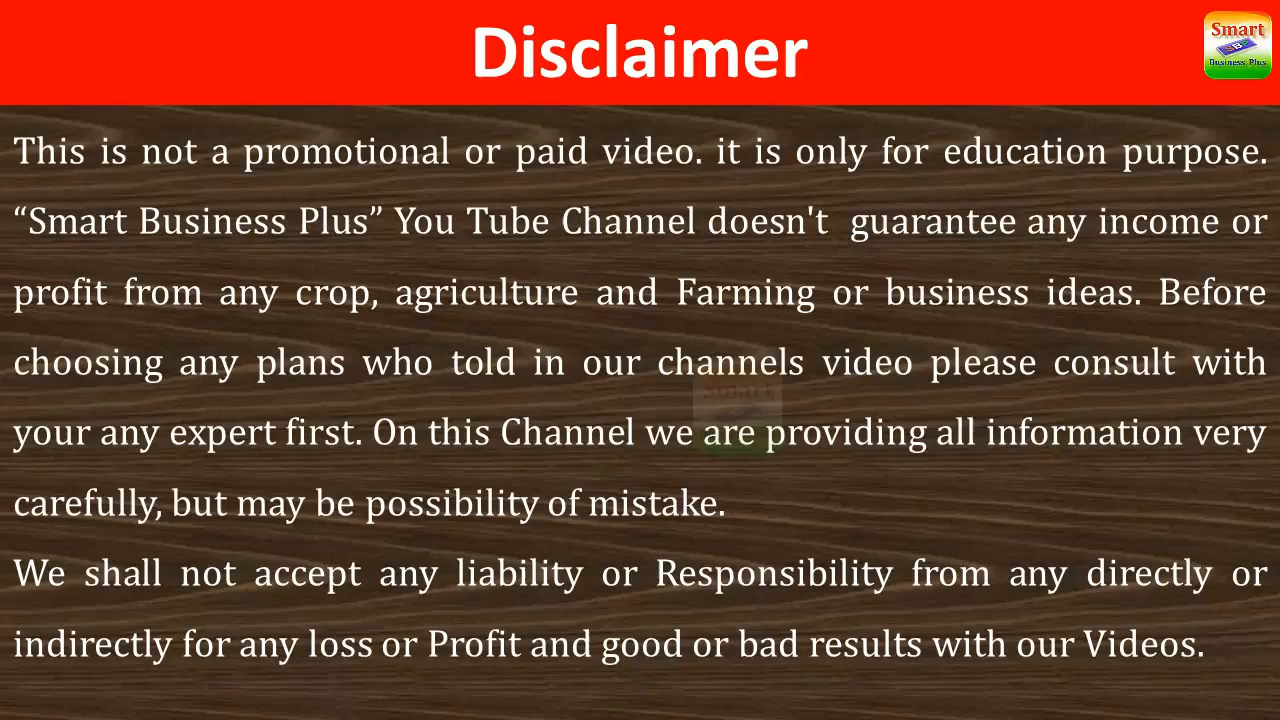 Disclaimer
Smart
SB+
Business Plus
This is not a promotional or paid video. it is only for education purpose.
“Smart Business Plus” You Tube Channel doesn't guarantee any income or
profit from any crop, agriculture and Farming or business ideas. Before
choosing any plans who told in our channels video please consult with
Smart
your any expert first. On this Channel we are providing all information very
carefully, but may be possibility of mistake.
We shall not accept any liability or Responsibility from any directly or
indirectly for any loss or Profit and good or bad results with our Videos.